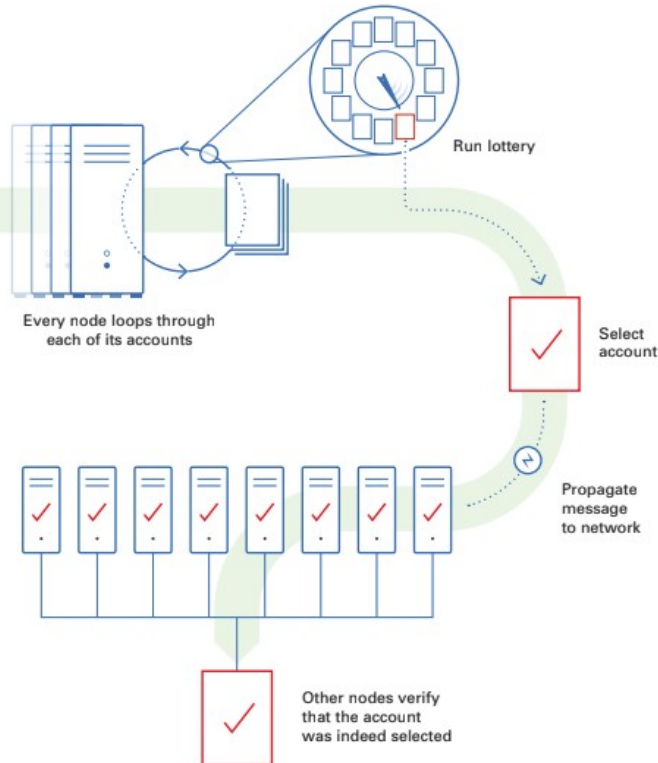 Run lottery
Every node loops through
each of its accounts
Select
account
Propagate
message
to network
Other nodes verify
that the account
was indeed selected